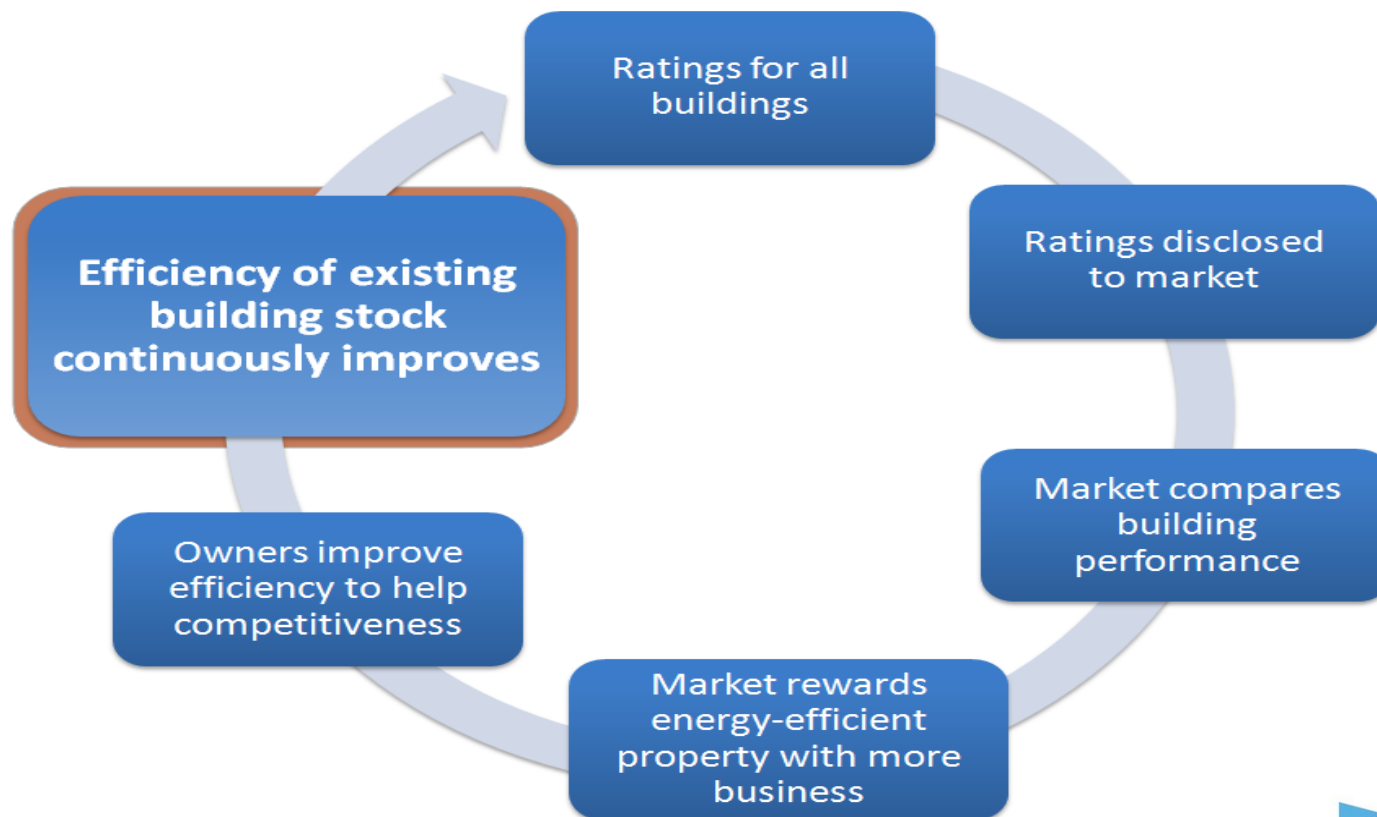 Ratings for all
buildings
Ratings disclosed
to market
Market compares
building
performance
Market rewards
energy-efficient
property with more
business
Owners improve
efficiency to help
competitiveness
Efficiency of existing
building stock
continuously improves